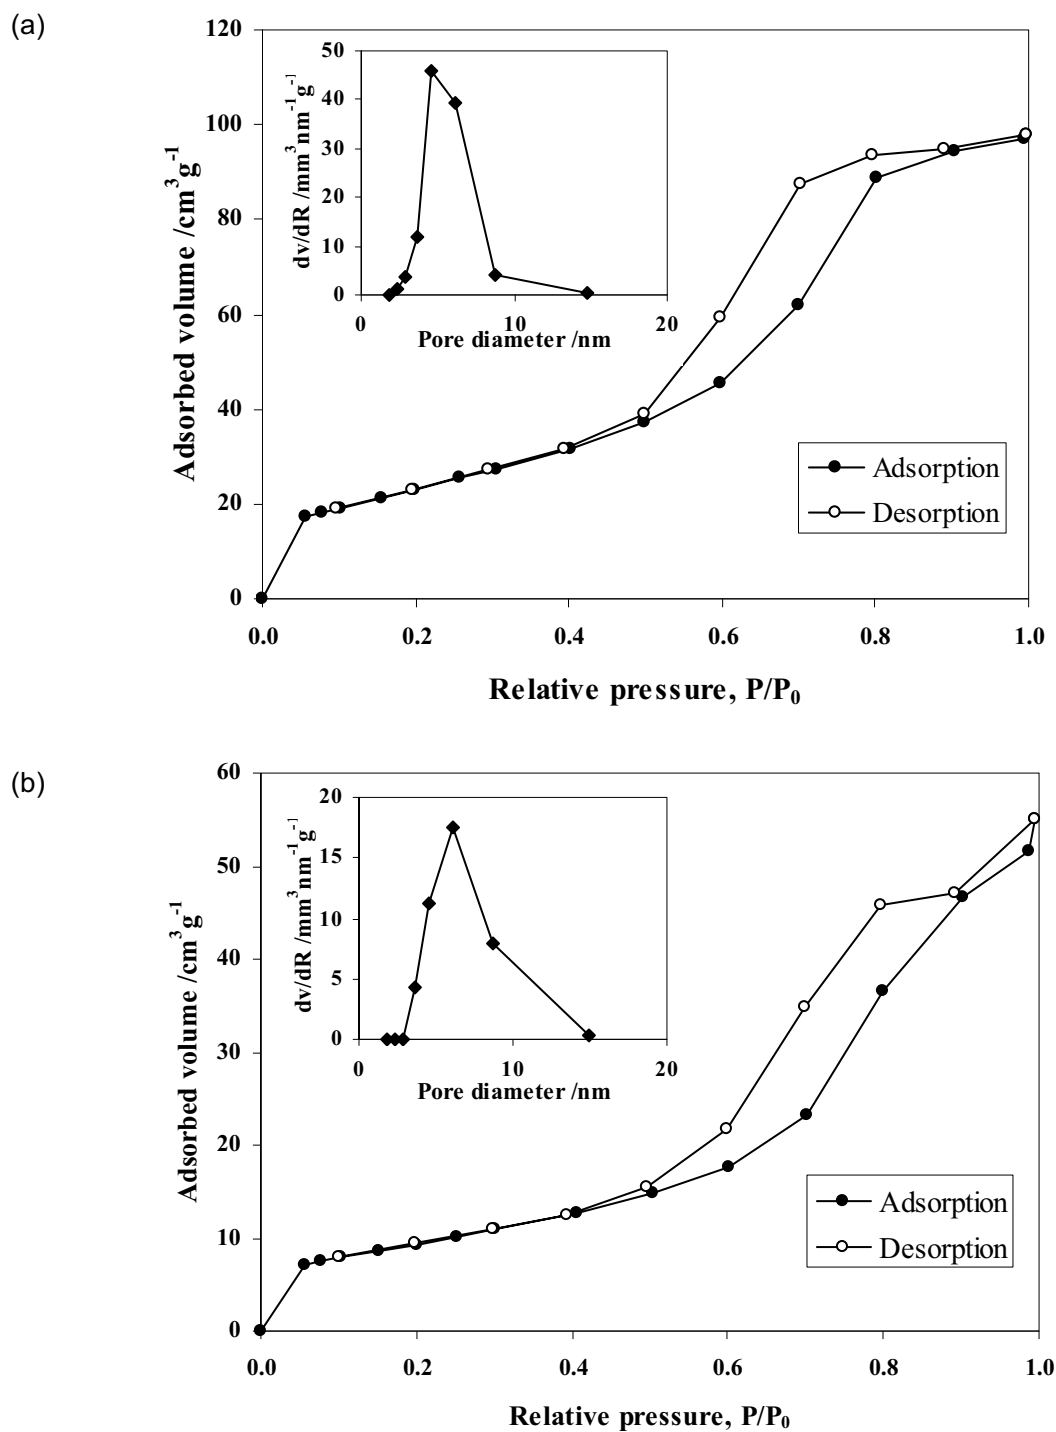 (a)
120
100
80
60
40
20
0
Adsorbed volume /cm³g⁻¹
0.0 0.2 0.4 0.6 0.8 1.0
Relative pressure, P/P₀
50
40
30
20
10
0
dv/dR /mm³nm⁻¹g⁻¹
0 10 20
Pore diameter /nm
Adsorption
Desorption
(b)
60
50
40
30
20
10
0
Adsorbed volume /cm³g⁻¹
0.0 0.2 0.4 0.6 0.8 1.0
Relative pressure, P/P₀
20
15
10
5
0
dv/dR /mm³nm⁻¹g⁻¹
0 10 20
Pore diameter /nm
Adsorption
Desorption